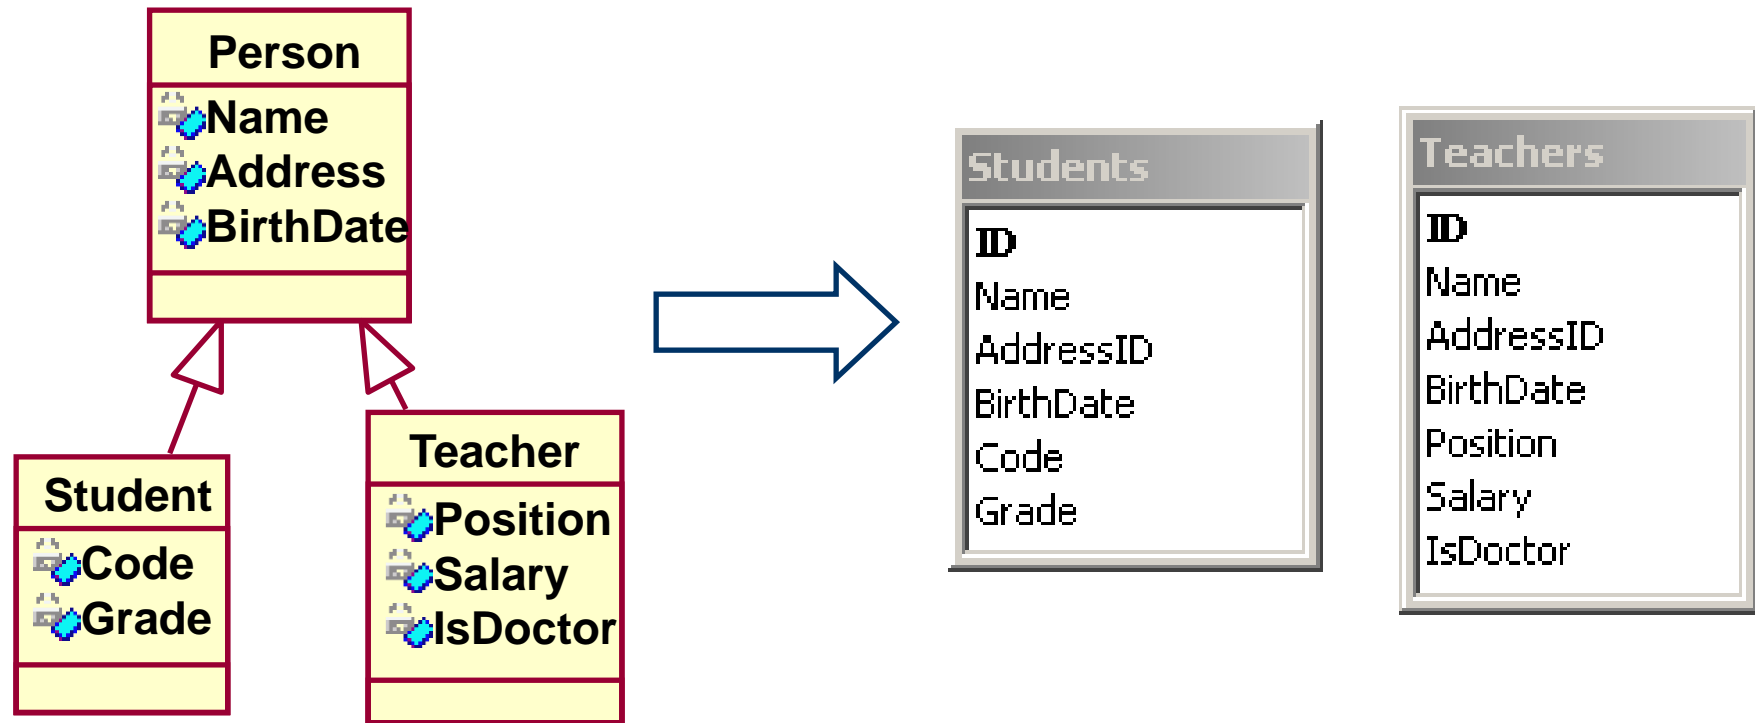 Person
Name
Address
BirthDate
Student
Code
Grade
Teacher
Position
Salary
IsDoctor
Students
ID
Name
AddressID
BirthDate
Code
Grade
Teachers
ID
Name
AddressID
BirthDate
Position
Salary
IsDoctor